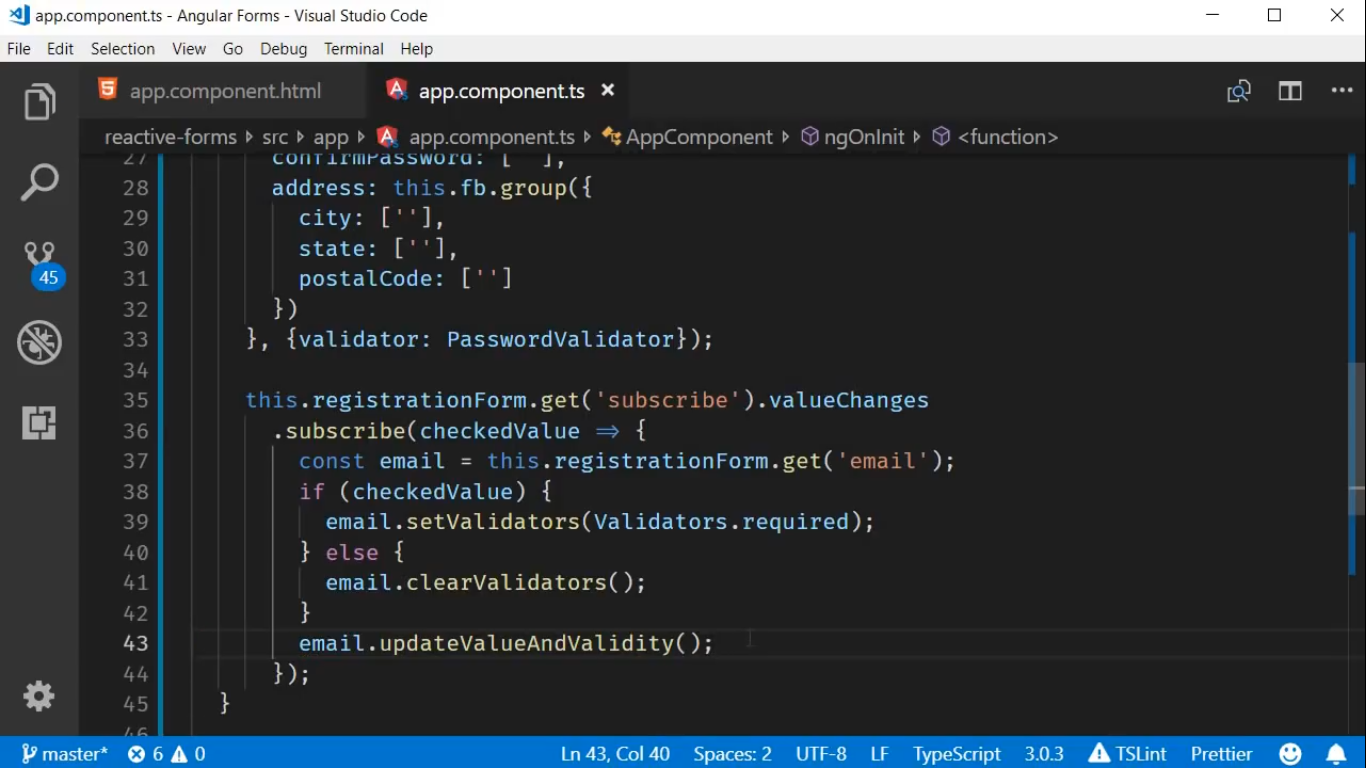 app.component.ts - Angular Forms - Visual Studio Code
File Edit Selection View Go Debug Terminal Help
app.component.html app.component.ts
reactive-forms src app app.component.ts AppComponent ngOnInit <function>
27 confirmPassword: [''],
28 address: this.fb.group({
29 city: [''],
30 state: [''],
31 postalCode: ['']
32 })
33 }, {validator: PasswordValidator});
34
35 this.registrationForm.get('subscribe').valueChanges
36 .subscribe(checkedValue => {
37 const email = this.registrationForm.get('email');
38 if (checkedValue) {
39 email.setValidators(Validators.required);
40 } else {
41 email.clearValidators();
42 }
43 email.updateValueAndValidity();
44 });
45 }
46
45
master* 6 0 Ln 43, Col 40 Spaces: 2 UTF-8 LF TypeScript 3.0.3 TSLint Prettier